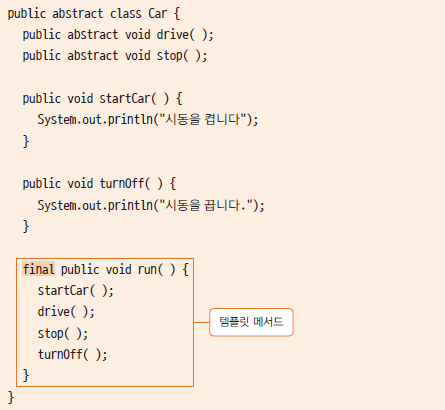 public abstract class Car {
public abstract void drive( );
public abstract void stop( );
public void startCar( ) {
System.out.println("시동을 켭니다");
}
public void turnOff( ) {
System.out.println("시동을 끕니다.");
}
final public void run( ) {
startCar( );
drive( );
stop( );
turnOff( );
}
템플릿 메서드
}